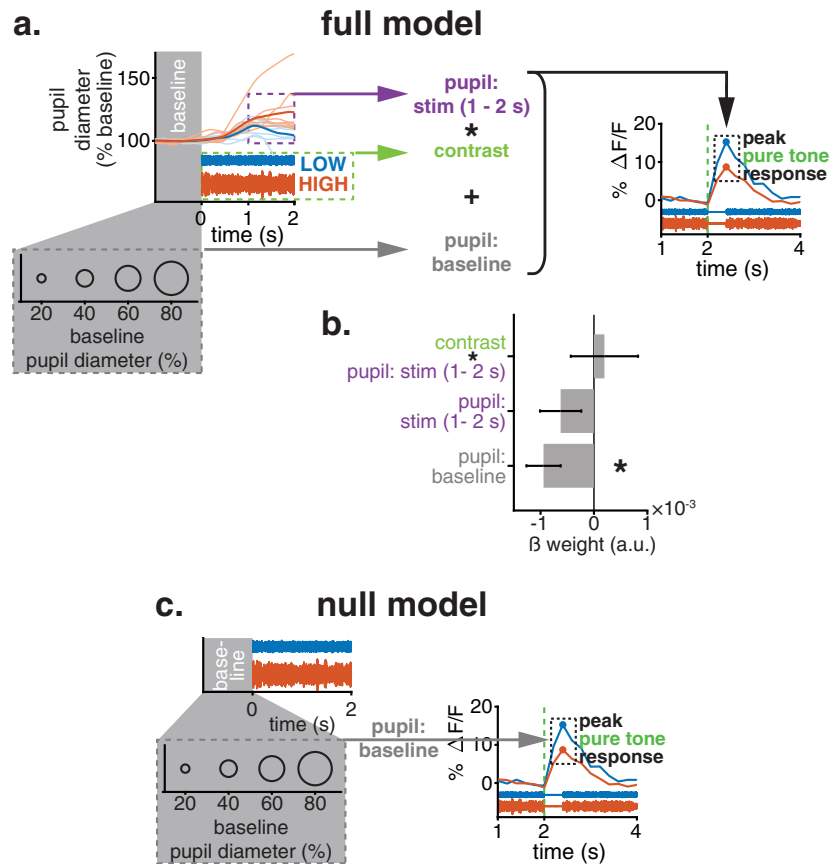 a.
full model
pupil
diameter
(% baseline)
150
100
baseline
LOW
HIGH
0
1
2
time (s)
20
40
60
80
baseline
pupil diameter (%)
pupil:
stim (1 - 2 s)
*
contrast
+
pupil:
baseline
% ΔF/F
20
10
0
peak
pure tone
response
1
2
4
time (s)
b.
contrast
*
pupil: stim (1- 2 s)
pupil:
stim (1- 2 s)
pupil:
baseline
*
-1
0
1
×10⁻³
ß weight (a.u.)
c.
null model
base-
line
0
2
time (s)
20
40
60
80
baseline
pupil diameter (%)
pupil:
baseline
% ΔF/F
20
10
0
peak
pure tone
response
1
2
4
time (s)